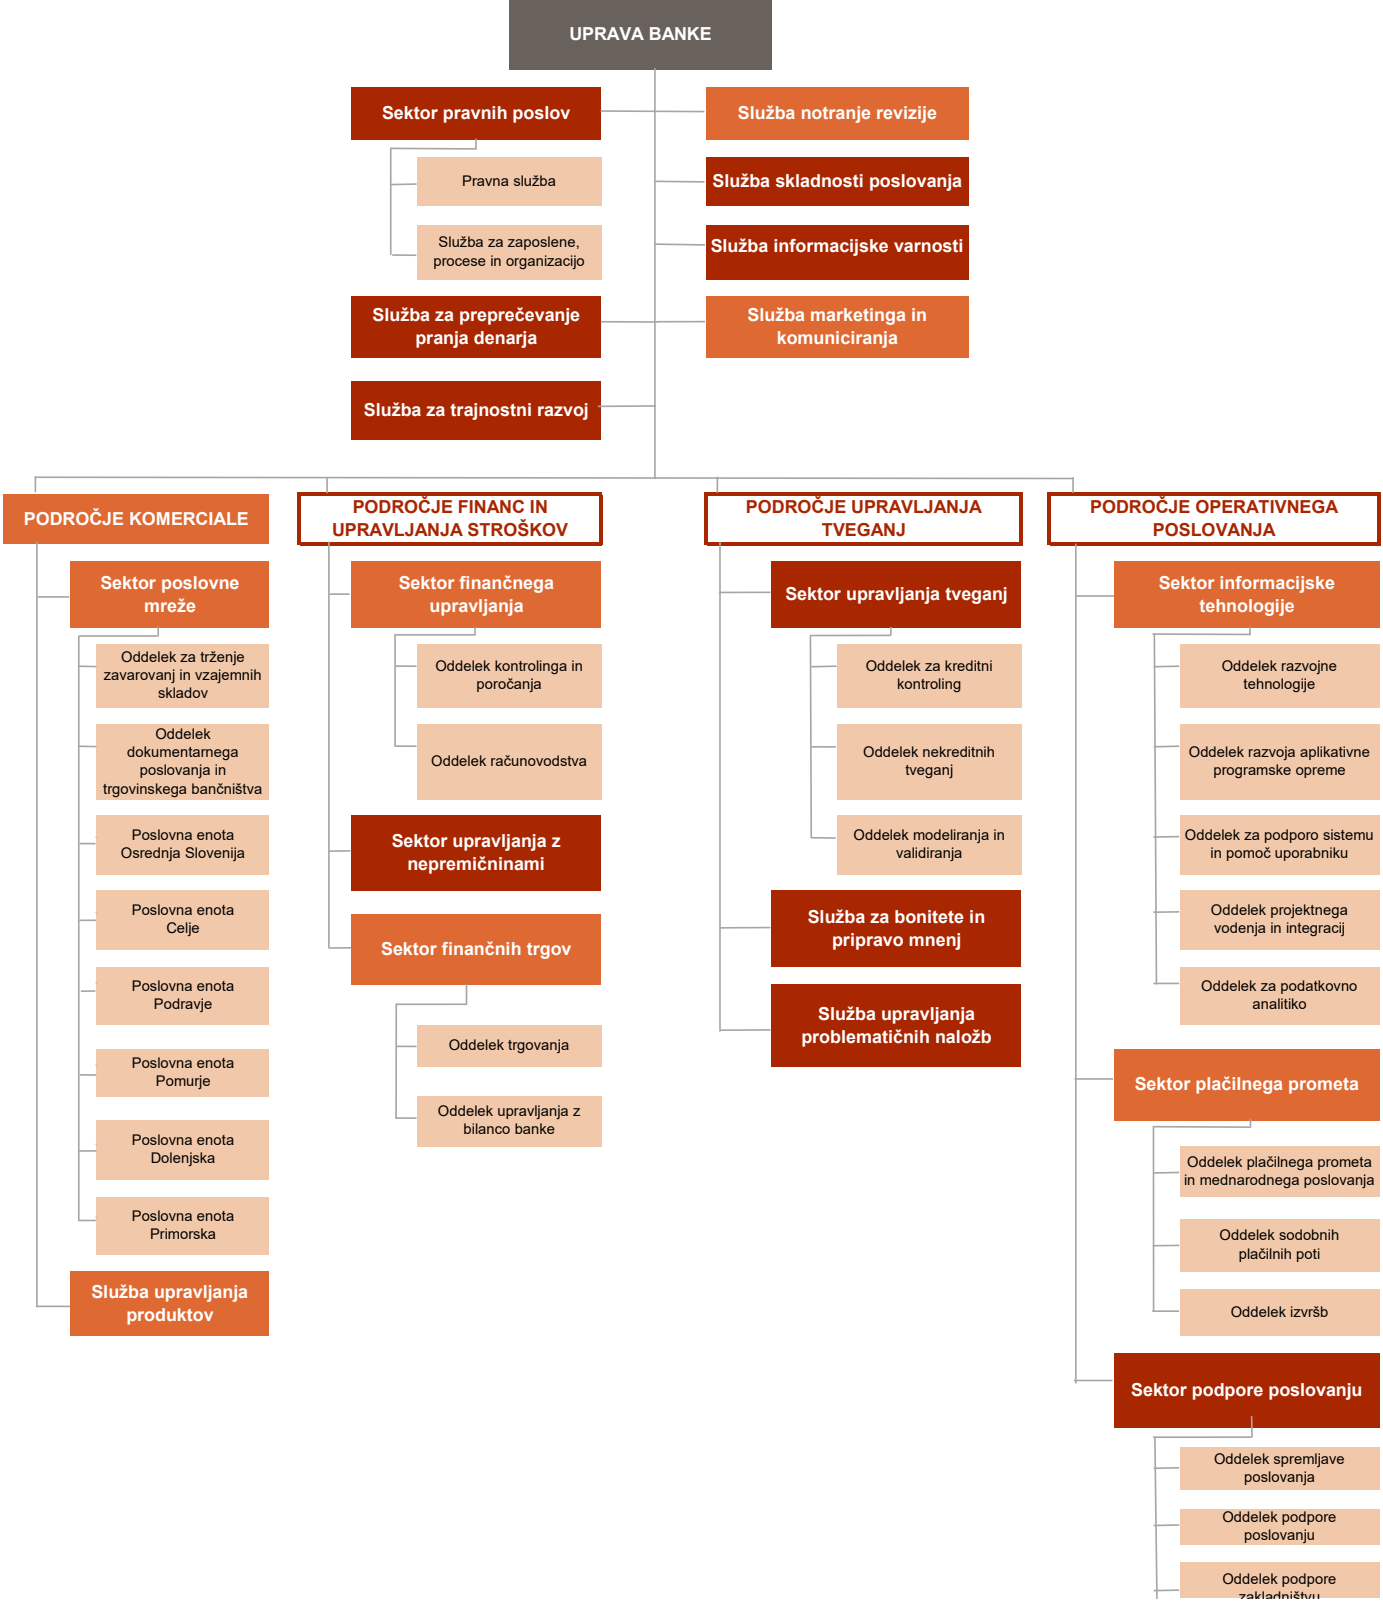 UPRAVA BANKE
Sektor pravnih poslov
Pravna služba
Služba za zaposlene,
procese in organizacijo
Služba za preprečevanje
pranja denarja
Služba za trajnostni razvoj
Služba notranje revizije
Služba skladnosti poslovanja
Služba informacijske varnosti
Služba marketinga in
komuniciranja
PODROČJE KOMERCIALE
Sektor poslovne
mreže
Oddelek za trženje
zavarovanj in vzajemnih
skladov
Oddelek
dokumentarnega
poslovanja in
trgovinskega bančništva
Poslovna enota
Osrednja Slovenija
Poslovna enota
Celje
Poslovna enota
Podravje
Poslovna enota
Pomurje
Poslovna enota
Dolenjska
Poslovna enota
Primorska
Služba upravljanja
produktov
PODROČJE FINANC IN
UPRAVLJANJA STROŠKOV
Sektor finančnega
upravljanja
Oddelek kontrolinga in
poročanja
Oddelek računovodstva
Sektor upravljanja z
nepremičninami
Sektor finančnih trgov
Oddelek trgovanja
Oddelek upravljanja z
bilanco banke
PODROČJE UPRAVLJANJA
TVEGANJ
Sektor upravljanja tveganj
Oddelek za kreditni
kontroling
Oddelek nekreditnih
tveganj
Oddelek modeliranja in
validiranja
Služba za bonitete in
pripravo mnenj
Služba upravljanja
problematičnih naložb
PODROČJE OPERATIVNEGA
POSLOVANJA
Sektor informacijske
tehnologije
Oddelek razvojne
tehnologije
Oddelek razvoja aplikativne
programske opreme
Oddelek za podporo sistemu
in pomoč uporabniku
Oddelek projektnega
vodenja in integracij
Oddelek za podatkovno
analitiko
Sektor plačilnega prometa
Oddelek plačilnega prometa
in mednarodnega poslovanja
Oddelek sodobnih
plačilnih poti
Oddelek izvršb
Sektor podpore poslovanju
Oddelek spremljave
poslovanja
Oddelek podpore
poslovanju
Oddelek podpore
zakladništvu